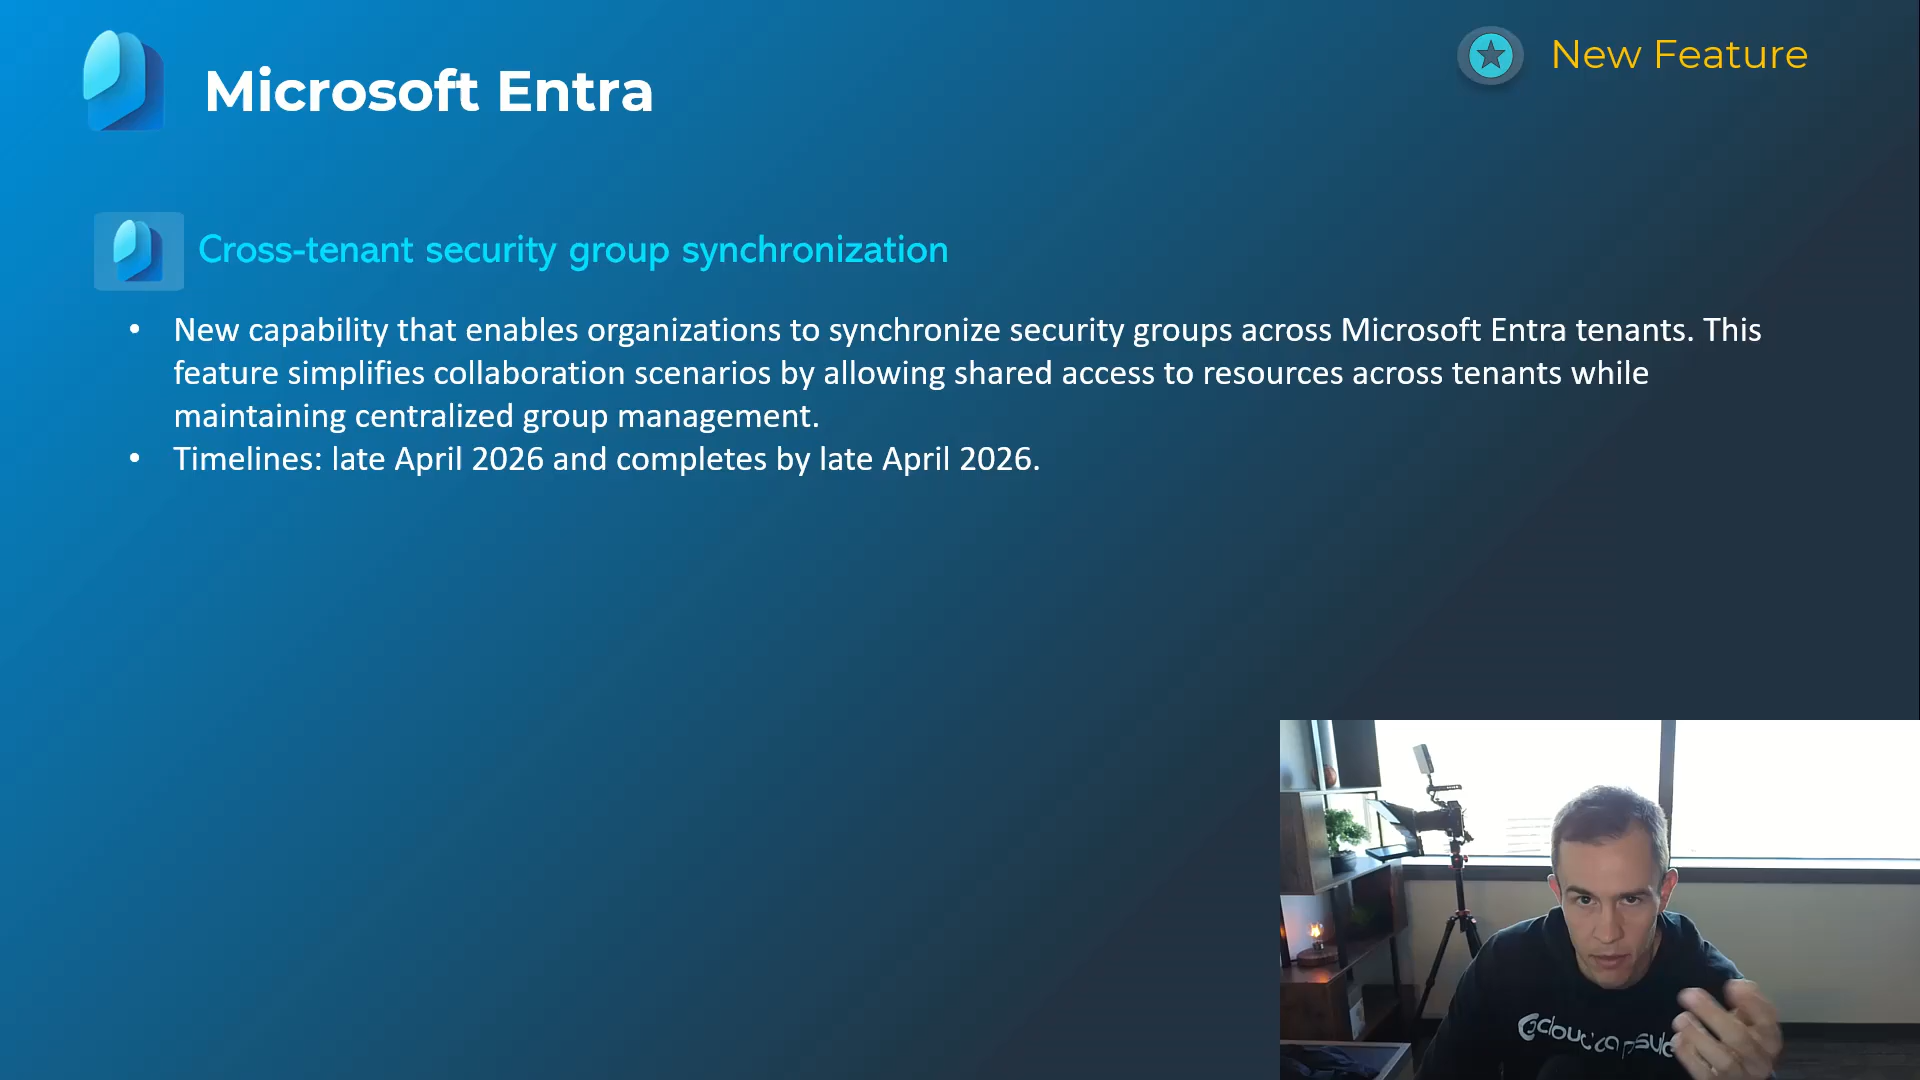 Microsoft Entra
New Feature
Cross-tenant security group synchronization
• New capability that enables organizations to synchronize security groups across Microsoft Entra tenants. This
feature simplifies collaboration scenarios by allowing shared access to resources across tenants while
maintaining centralized group management.
• Timelines: late April 2026 and completes by late April 2026.
cloudcapsule